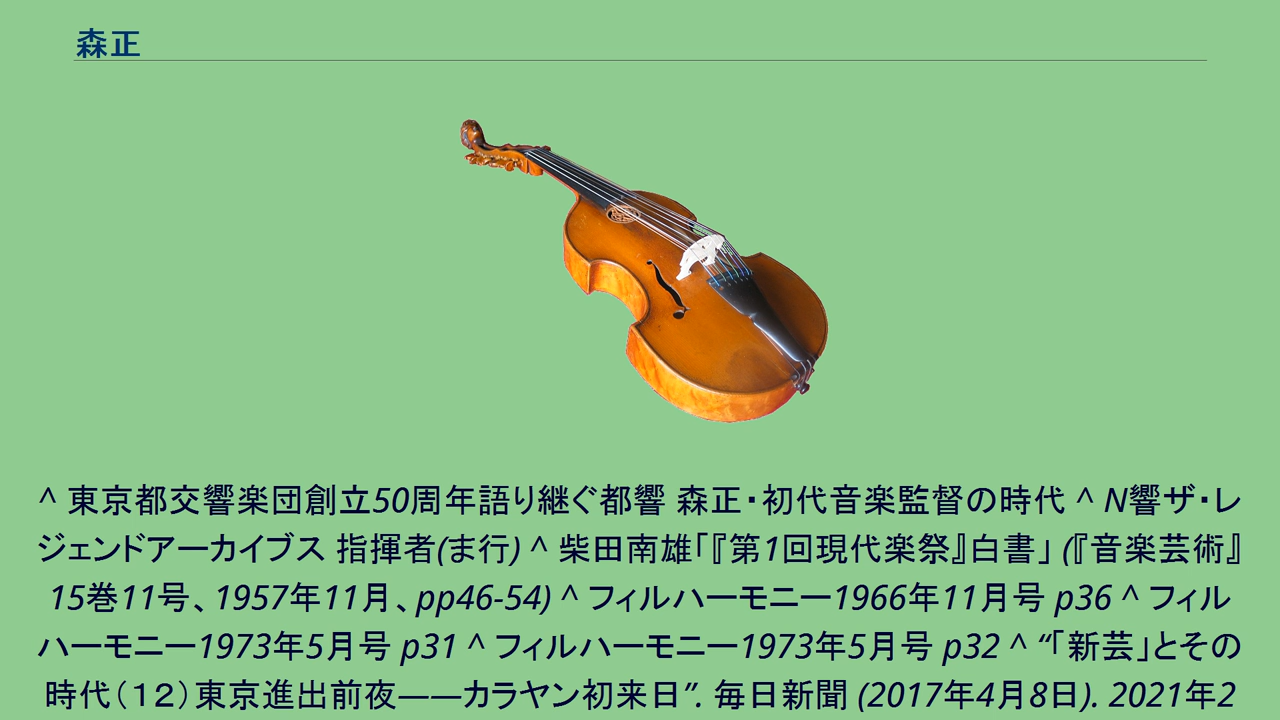 森正
^ 東京都交響楽団創立50周年語り継ぐ都響 森正・初代音楽監督の時代 ^ N響ザ・レ
ジェンドアーカイブス 指揮者(ま行) ^ 柴田南雄「『第1回現代楽祭』白書」 (『音楽芸術』
15巻11号、1957年11月、pp46-54) ^ フィルハーモニー1966年11月号 p36 ^ フィル
ハーモニー1973年5月号 p31 ^ フィルハーモニー1973年5月号 p32 ^ “「新芸」とその
時代（１２）東京進出前夜――カラヤン初来日”. 毎日新聞 (2017年4月8日). 2021年2